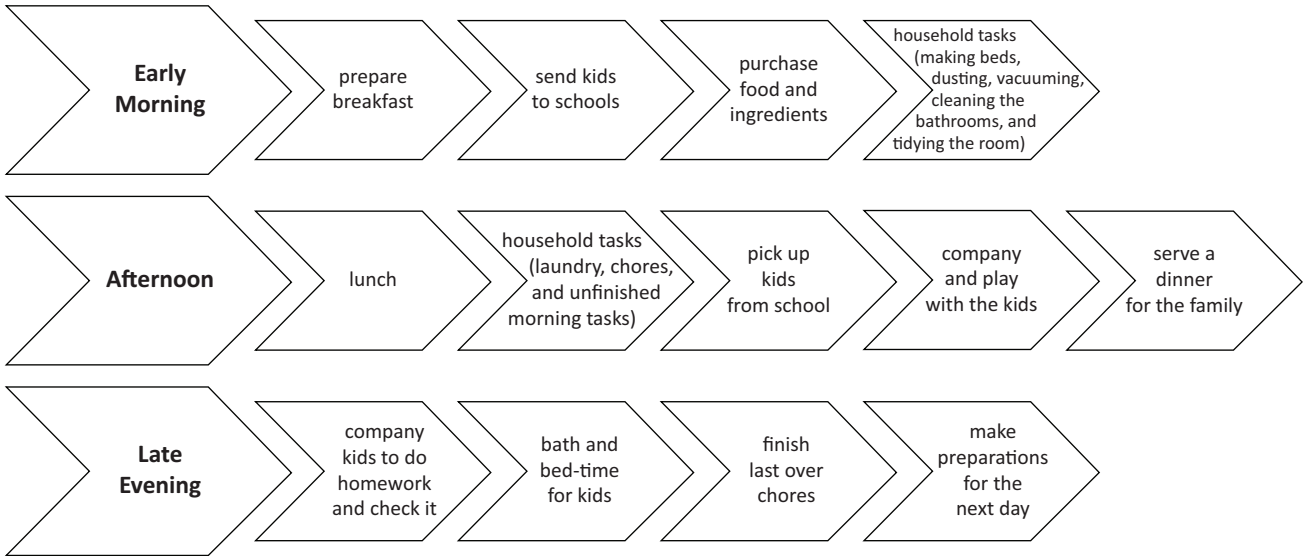 Early
Morning
prepare
breakfast
send kids
to schools
purchase
food and
ingredients
household tasks
(making beds,
dusting, vacuuming,
cleaning the
bathrooms, and
tidying the room)
Afternoon
lunch
household tasks
(laundry, chores,
and unfinished
morning tasks)
pick up
kids
from school
company
and play
with the kids
serve a
dinner
for the family
Late
Evening
company
kids to do
homework
and check it
bath and
bed-time
for kids
finish
last over
chores
make
preparations
for the
next day